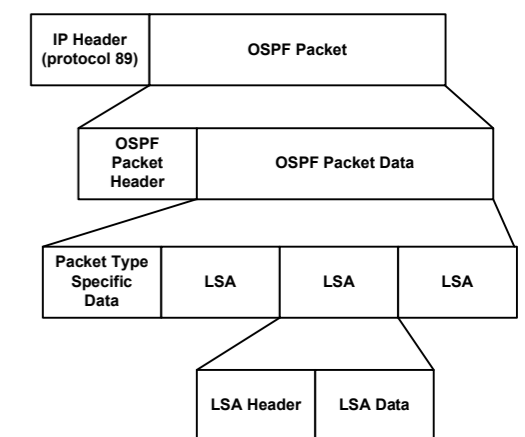 IP Header
(protocol 89)
OSPF Packet
OSPF
Packet
Header
OSPF Packet Data
Packet Type
Specific
Data
LSA
LSA
LSA
LSA Header
LSA Data